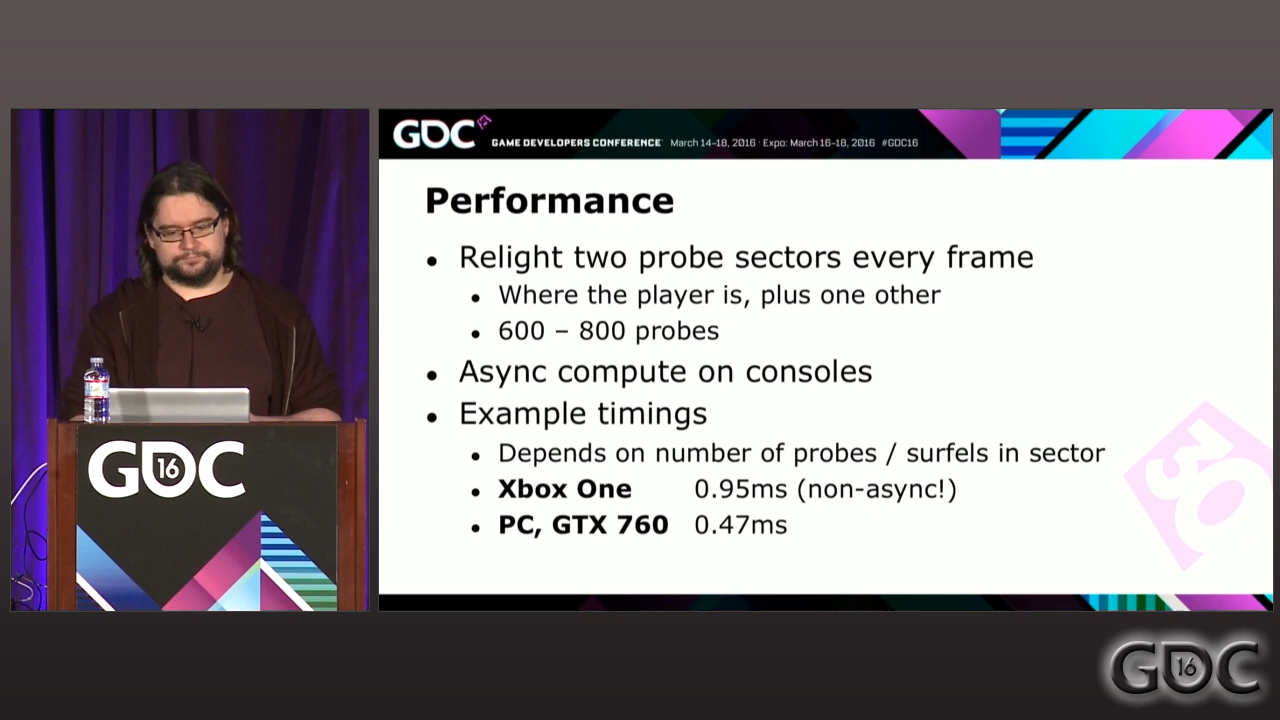 GDC
GAME DEVELOPERS CONFERENCE March 14–18, 2016 · Expo: March 16–18, 2016 #GDC16
Performance
• Relight two probe sectors every frame
• Where the player is, plus one other
• 600 – 800 probes
• Async compute on consoles
• Example timings
• Depends on number of probes / surfels in sector
• Xbox One 0.95ms (non-async!)
• PC, GTX 760 0.47ms
30
GDC
16
GDC
16